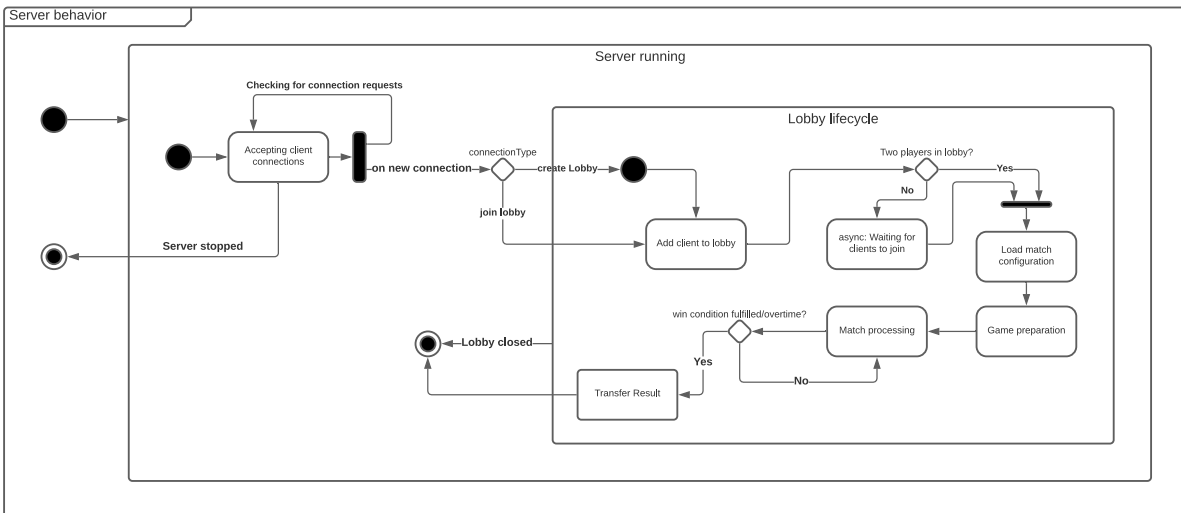 Server behavior
Server running
Checking for connection requests
Accepting client
connections
on new connection
connectionType
create Lobby
join lobby
Server stopped
Lobby lifecycle
Two players in lobby?
Yes
No
Add client to lobby
async: Waiting for
clients to join
Load match
configuration
Game preparation
Match processing
win condition fulfilled/overtime?
Yes
No
Transfer Result
Lobby closed